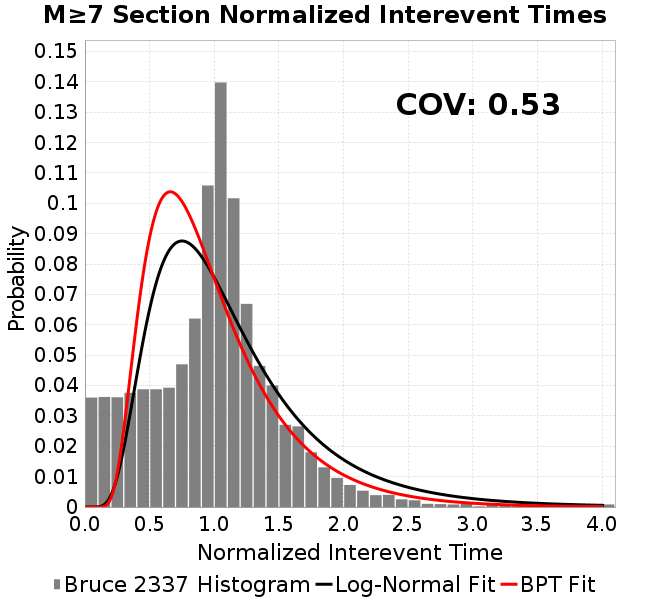 M≥7 Section Normalized Interevent Times
COV: 0.53
Probability
0.15
0.14
0.13
0.12
0.11
0.1
0.09
0.08
0.07
0.06
0.05
0.04
0.03
0.02
0.01
0
0.0 0.5 1.0 1.5 2.0 2.5 3.0 3.5 4.0
Normalized Interevent Time
Bruce 2337 Histogram Log-Normal Fit BPT Fit